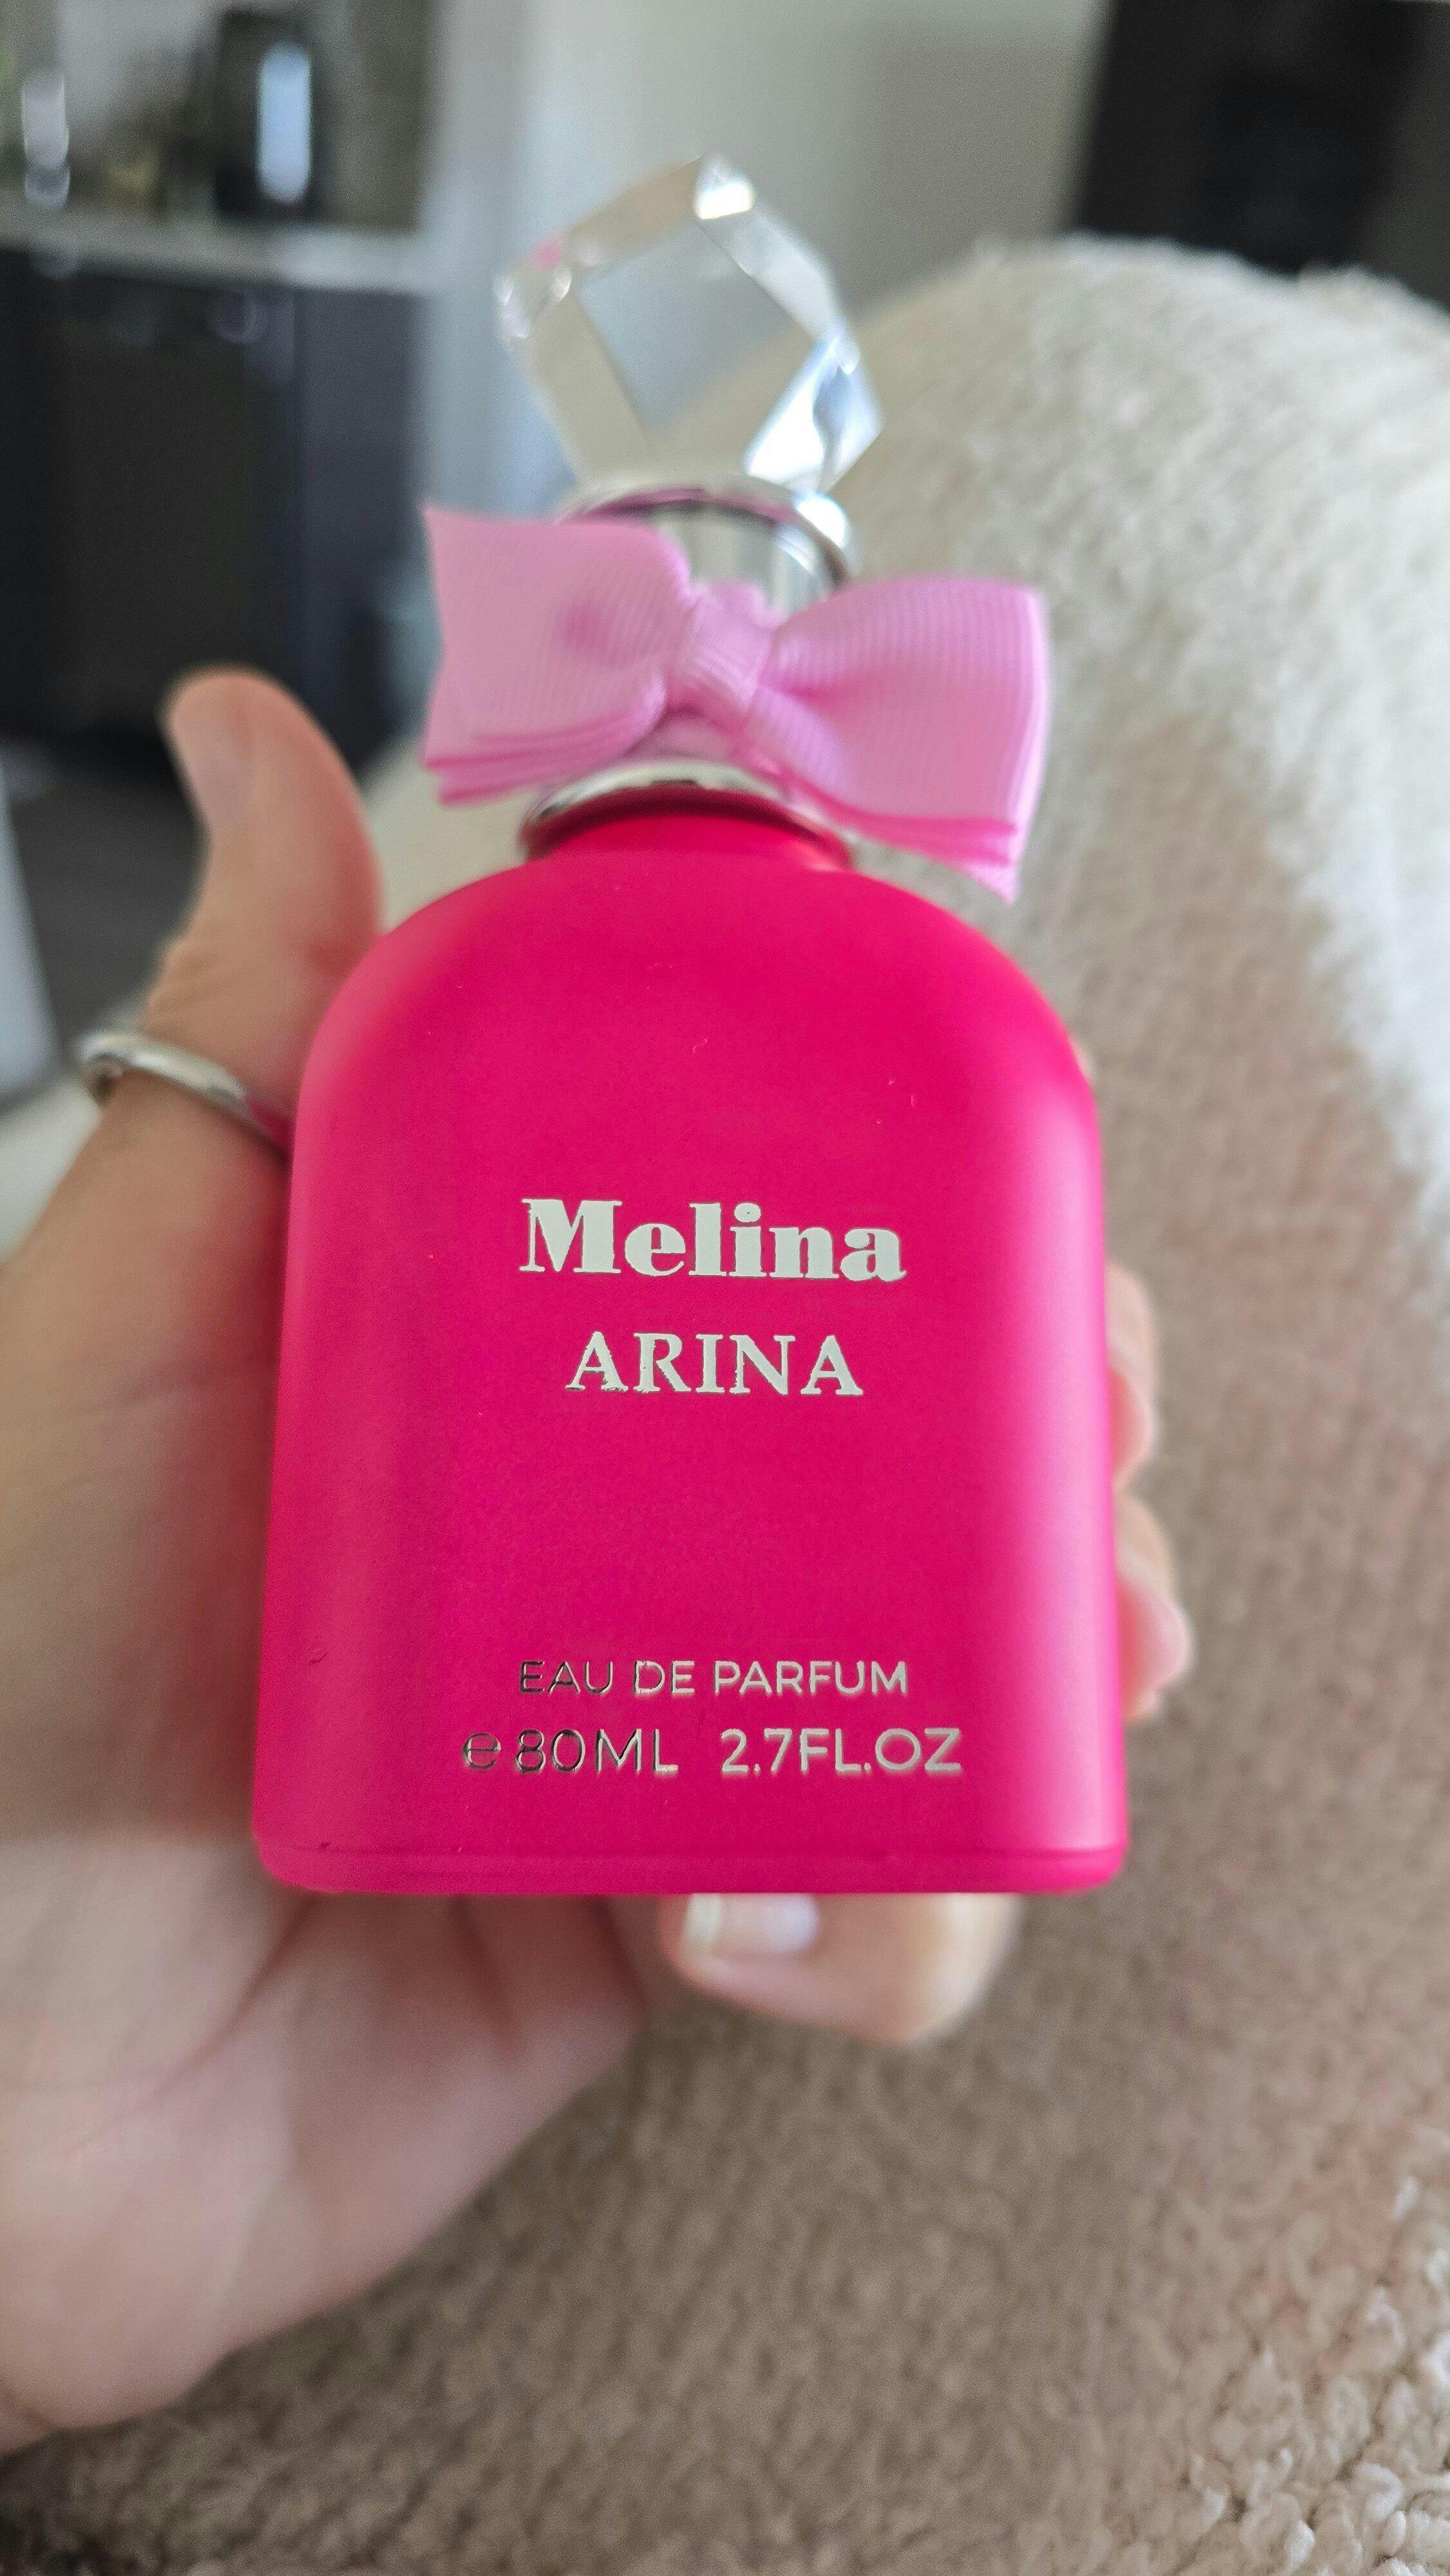 Melina
ARINA
EAU DE PARFUM
℮ 80ML 2.7FL.OZ